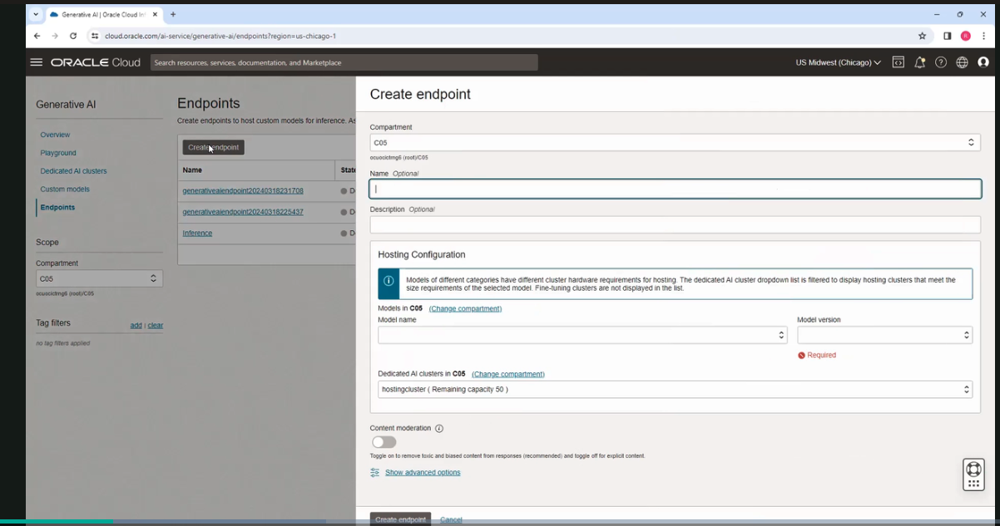 Generative AI | Oracle Cloud Inf
cloud.oracle.com/ai-service/generative-ai/endpoints?region=us-chicago-1
R
ORACLE Cloud
Search resources, services, documentation, and Marketplace
US Midwest (Chicago)
Generative AI
Overview
Playground
Dedicated AI clusters
Custom models
Endpoints
Scope
Compartment
C05
ocuocictmg6 (root)/C05
Tag filters
add | clear
no tag filters applied
Endpoints
Create endpoints to host custom models for inference. As
Create endpoint
Name
State
generativeaiendpoint20240318231708
D
generativeaiendpoint20240318225437
D
Inference
D
Create endpoint
Compartment
C05
ocuocictmg6 (root)/C05
Name Optional
Description Optional
Hosting Configuration
Models of different categories have different cluster hardware requirements for hosting. The dedicated AI cluster dropdown list is filtered to display hosting clusters that meet the
size requirements of the selected model. Fine-tuning clusters are not displayed in the list.
Models in C05 (Change compartment)
Model name
Model version
Required
Dedicated AI clusters in C05 (Change compartment)
hostingcluster ( Remaining capacity 50 )
Content moderation
Toggle on to remove toxic and biased content from responses (recommended) and toggle off for explicit content.
Show advanced options
Create endpoint
Cancel